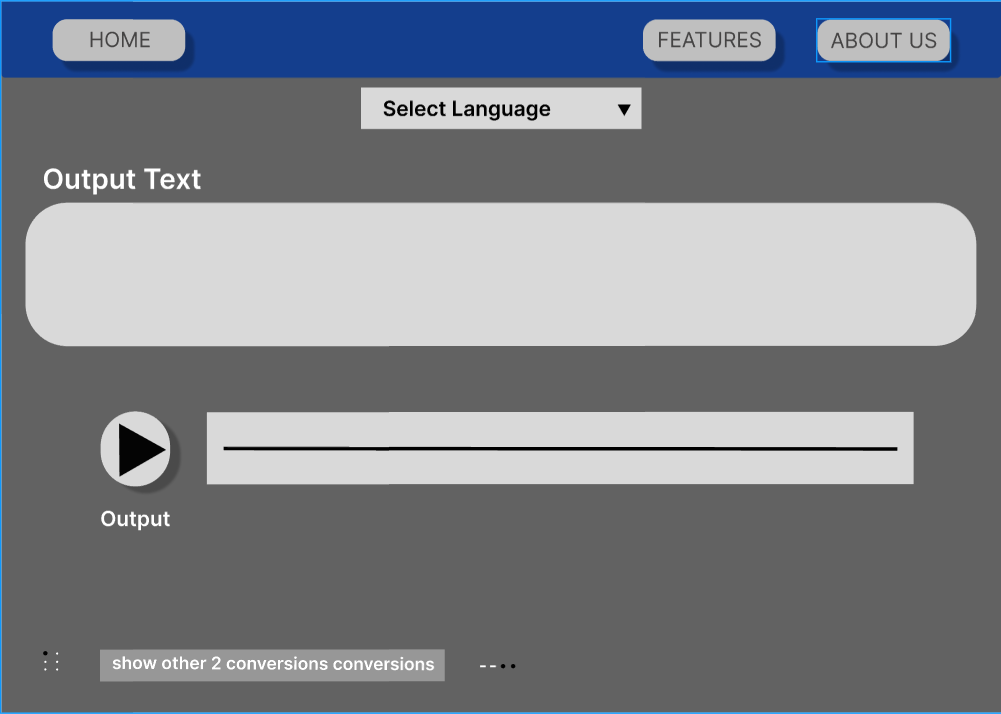 HOME
FEATURES
ABOUT US
Select Language
Output Text
Output
show other 2 conversions conversions